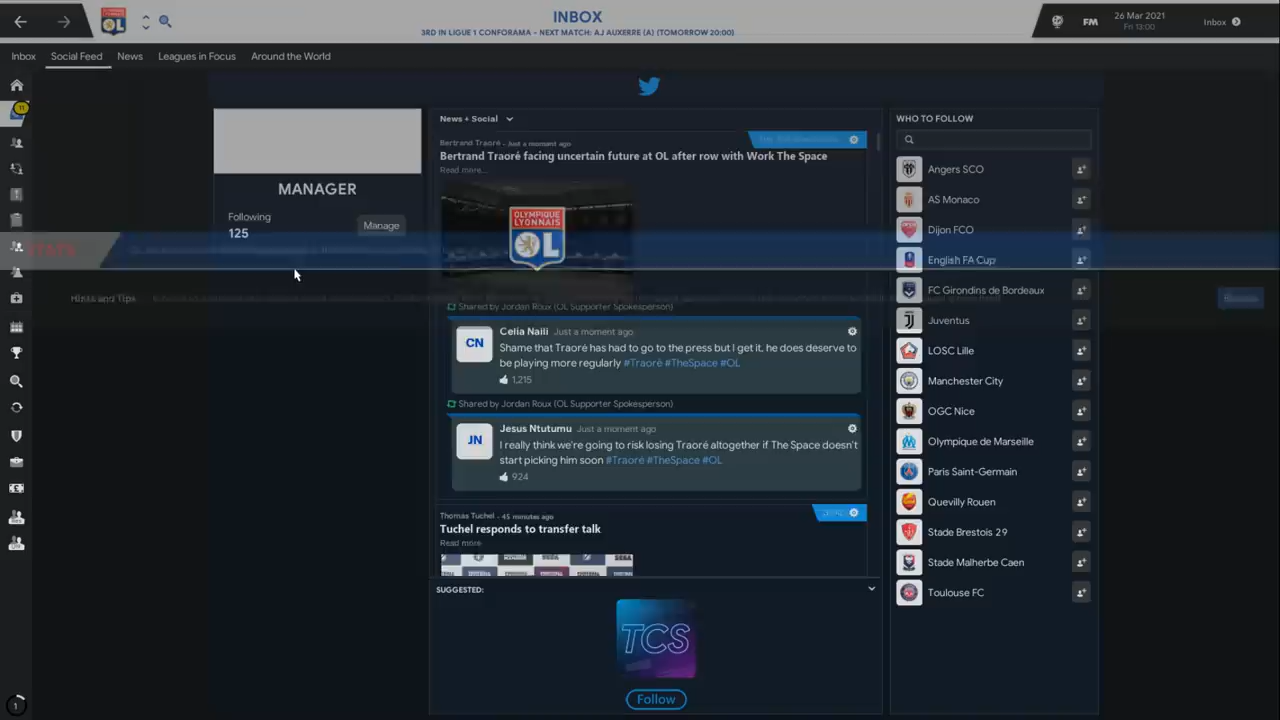 INBOX
3RD IN LIGUE 1 CONFORAMA - NEXT MATCH: AJ AUXERRE (A) (TOMORROW 20:00)
FM
26 Mar 2021
Fri 13:00
Inbox
Inbox
Social Feed
News
Leagues in Focus
Around the World
11
MANAGER
Following
125
Manage
News + Social
Bertrand Traoré - Just a moment ago
Bertrand Traoré facing uncertain future at OL after row with Work The Space
Read more...
OLYMPIQUE
LYONNAIS
OL
Shared by Jordan Roux (OL Supporter Spokesperson)
CN
Celia Naili Just a moment ago
Shame that Traoré has had to go to the press but I get it, he does deserve to
be playing more regularly #Traoré #TheSpace #OL
1,215
Shared by Jordan Roux (OL Supporter Spokesperson)
JN
Jesus Ntutumu Just a moment ago
I really think we're going to risk losing Traoré altogether if The Space doesn't
start picking him soon #Traoré #TheSpace #OL
924
Thomas Tuchel - 45 minutes ago
Tuchel responds to transfer talk
Read more
SUGGESTED:
TCS
Follow
WHO TO FOLLOW
Angers SCO
AS Monaco
Dijon FCO
English FA Cup
FC Girondins de Bordeaux
Juventus
LOSC Lille
Manchester City
OGC Nice
Olympique de Marseille
Paris Saint-Germain
Quevilly Rouen
Stade Brestois 29
Stade Malherbe Caen
Toulouse FC
Hints and Tips
1